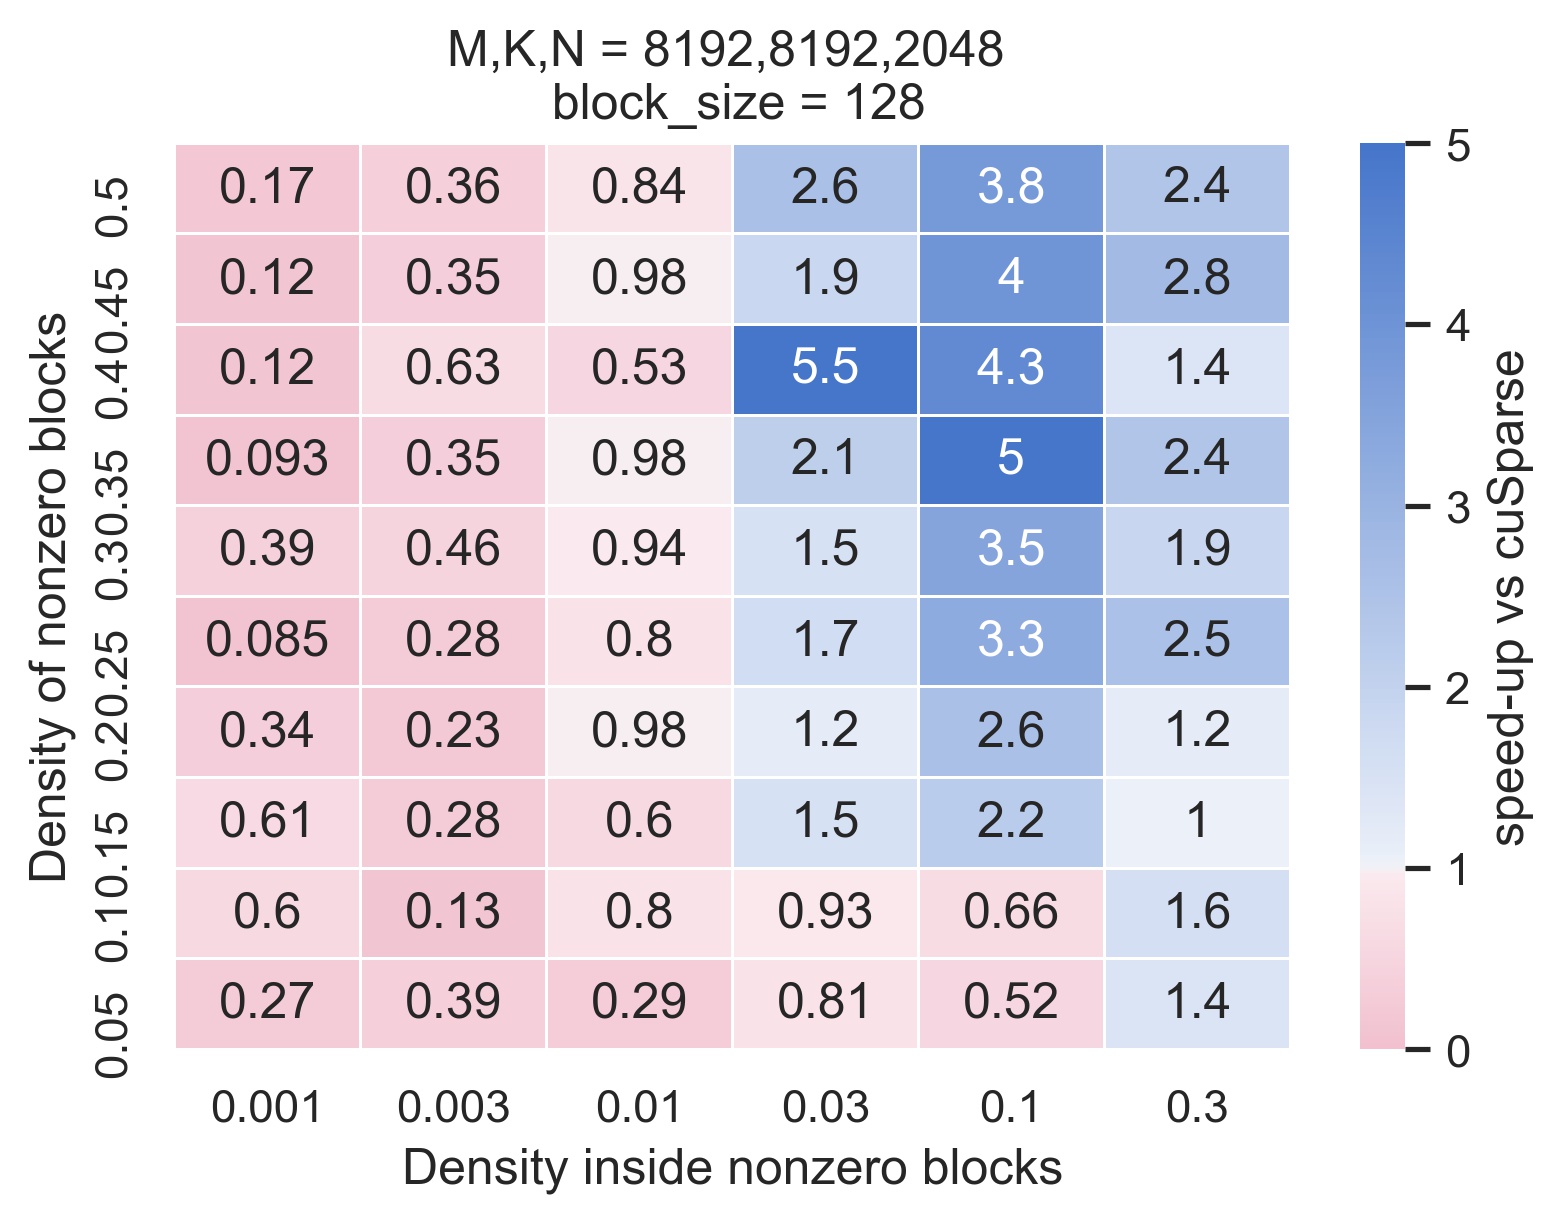 M,K,N = 8192,8192,2048
block_size = 128
Density of nonzero blocks
0.5 0.17 0.36 0.84 2.6 3.8 2.4
0.45 0.12 0.35 0.98 1.9 4 2.8
0.4 0.12 0.63 0.53 5.5 4.3 1.4
0.35 0.093 0.35 0.98 2.1 5 2.4
0.30 0.39 0.46 0.94 1.5 3.5 1.9
0.25 0.085 0.28 0.8 1.7 3.3 2.5
0.20 0.34 0.23 0.98 1.2 2.6 1.2
0.15 0.61 0.28 0.6 1.5 2.2 1
0.10 0.6 0.13 0.8 0.93 0.66 1.6
0.05 0.27 0.39 0.29 0.81 0.52 1.4
0.001 0.003 0.01 0.03 0.1 0.3
Density inside nonzero blocks
5
4
3
2
1
0
speed-up vs cuSparse